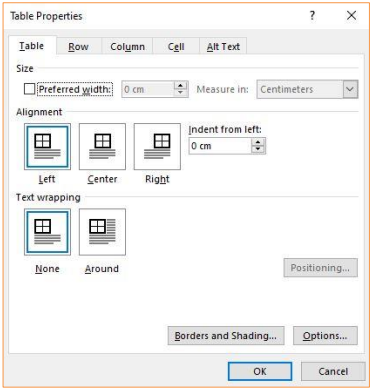 Table Properties ? ×
Table Row Column Cell Alt Text
Size
Preferred width: 0 cm Measure in: Centimeters
Alignment
Indent from left:
0 cm
Left Center Right
Text wrapping
None Around
Positioning...
Borders and Shading... Options...
OK Cancel